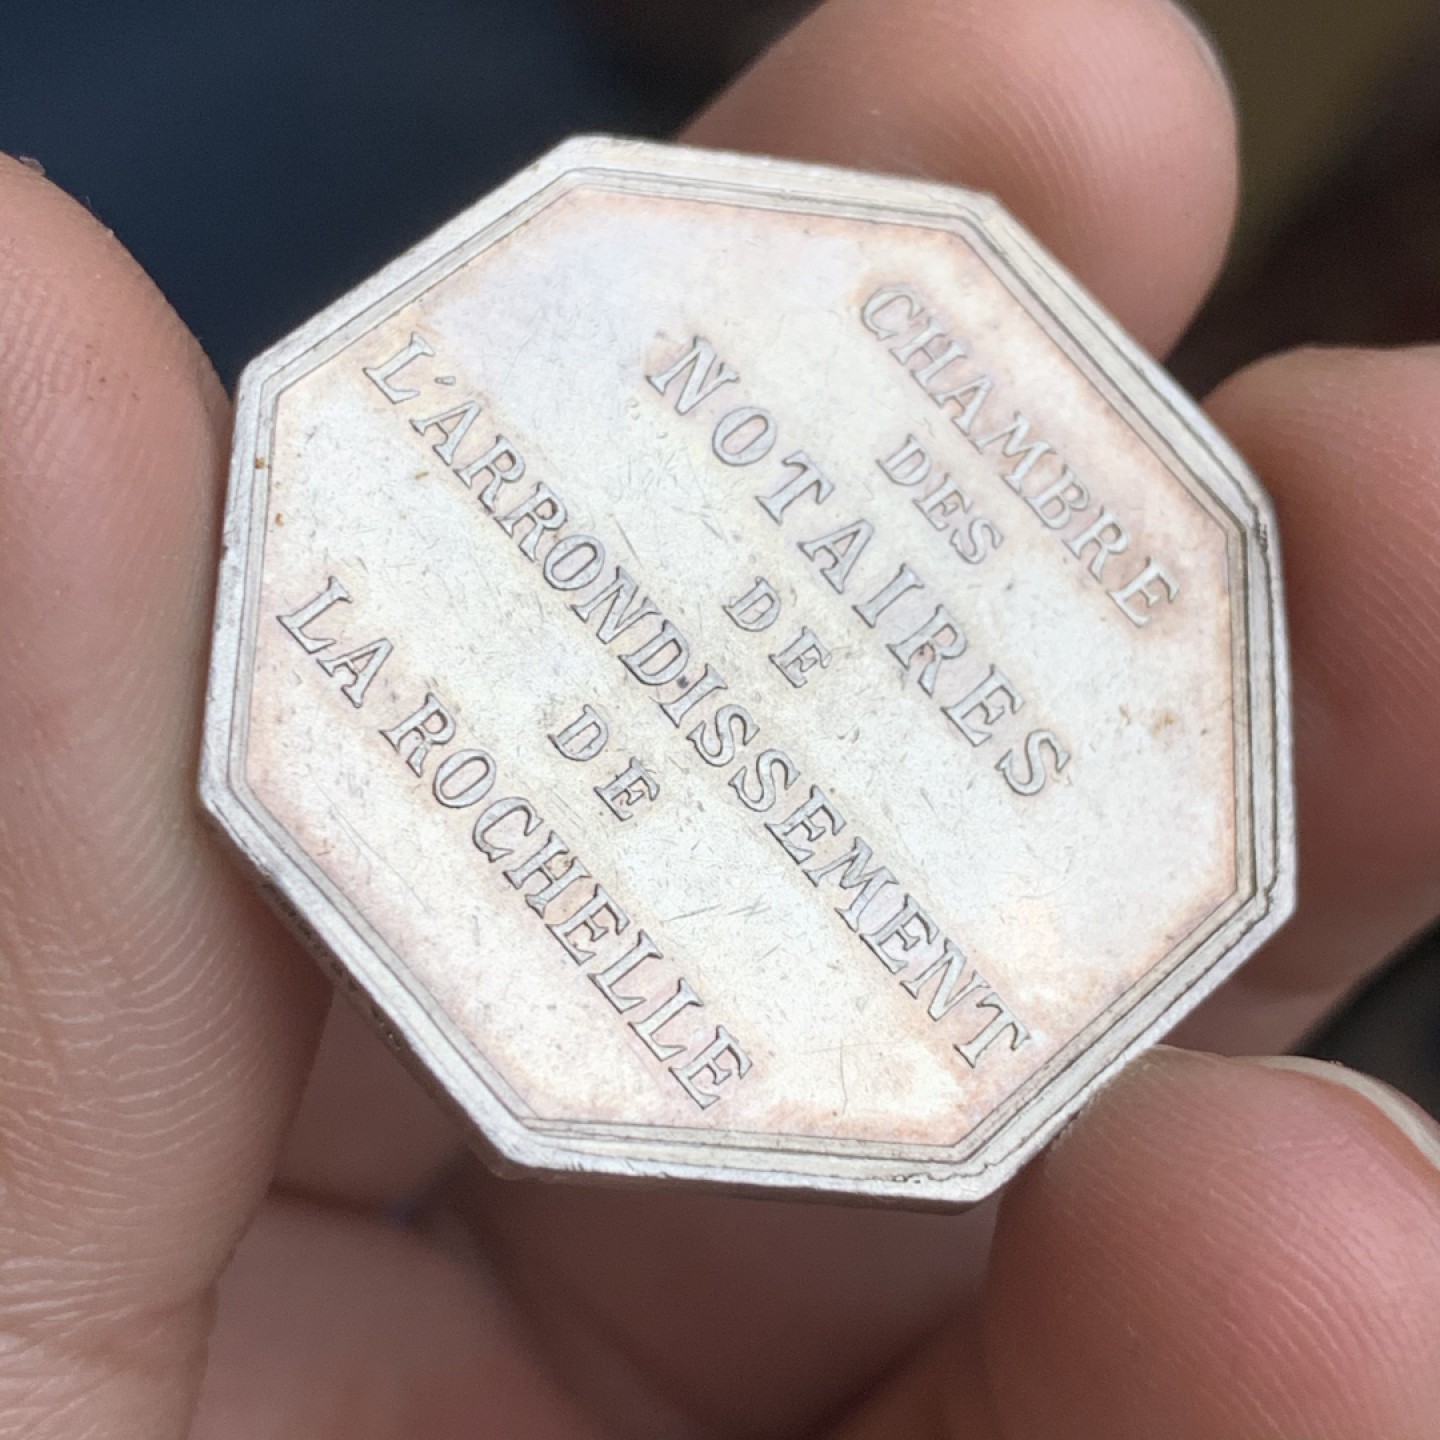 CHAMBRE
DES
NOTAIRES
DE
L'ARRONDISSEMENT
DE
LA ROCHELLE